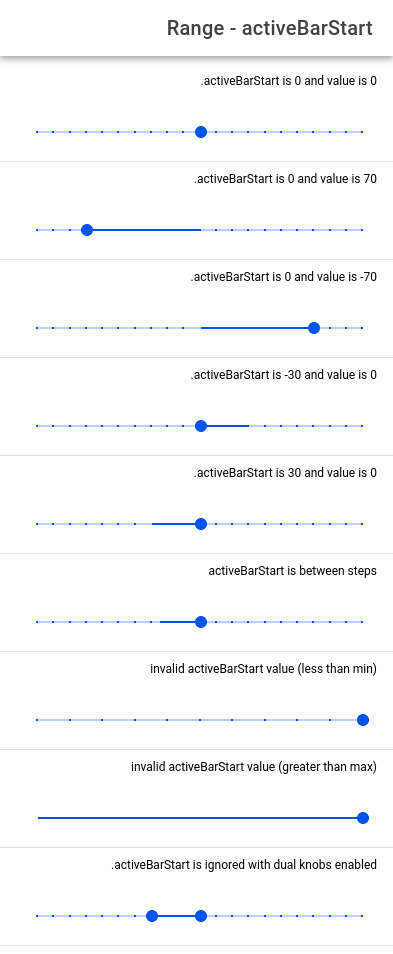 Range - activeBarStart
.activeBarStart is 0 and value is 0
.activeBarStart is 0 and value is 70
.activeBarStart is 0 and value is -70
.activeBarStart is -30 and value is 0
.activeBarStart is 30 and value is 0
activeBarStart is between steps
invalid activeBarStart value (less than min)
invalid activeBarStart value (greater than max)
.activeBarStart is ignored with dual knobs enabled